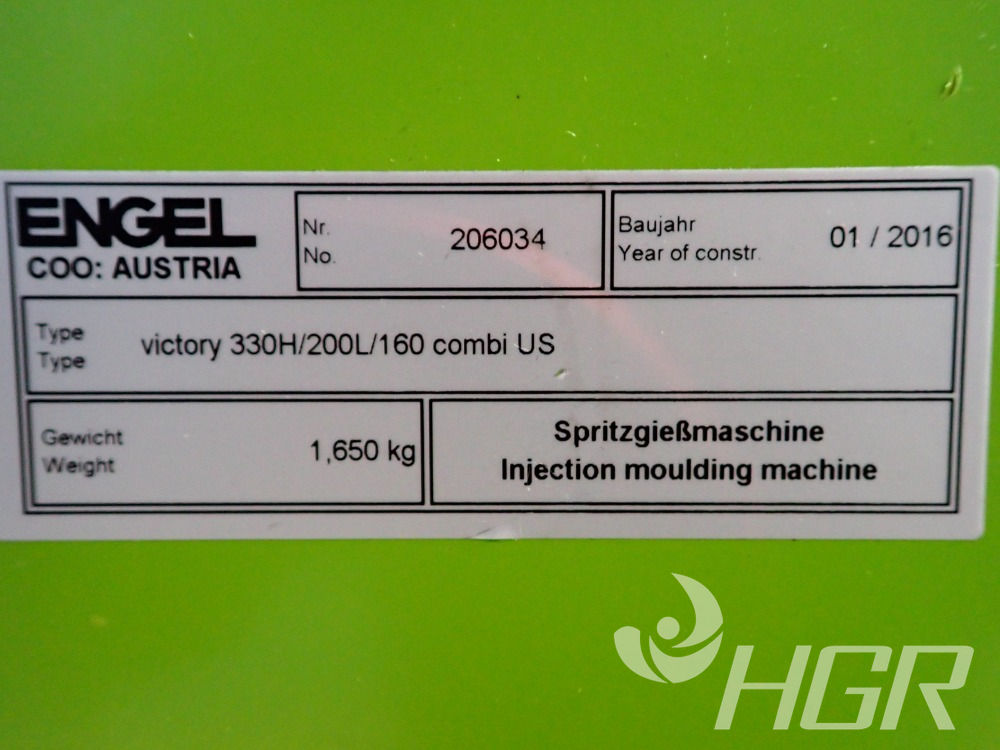 ENGEL
COO: AUSTRIA
Nr.
No.
206034
Baujahr
Year of constr.
01 / 2016
Type
Type
victory 330H/200L/160 combi US
Gewicht
Weight
1,650 kg
Spritzgießmaschine
Injection moulding machine
HGR